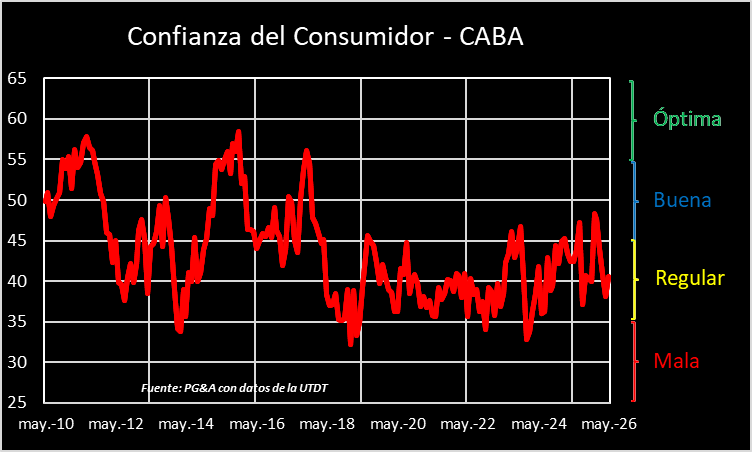 Confianza del Consumidor - CABA
65
60
55
50
45
40
35
30
25
Óptima
Buena
Regular
Mala
Fuente: PG&A con datos de la UTDT
may.-10 may.-12 may.-14 may.-16 may.-18 may.-20 may.-22 may.-24 may.-26